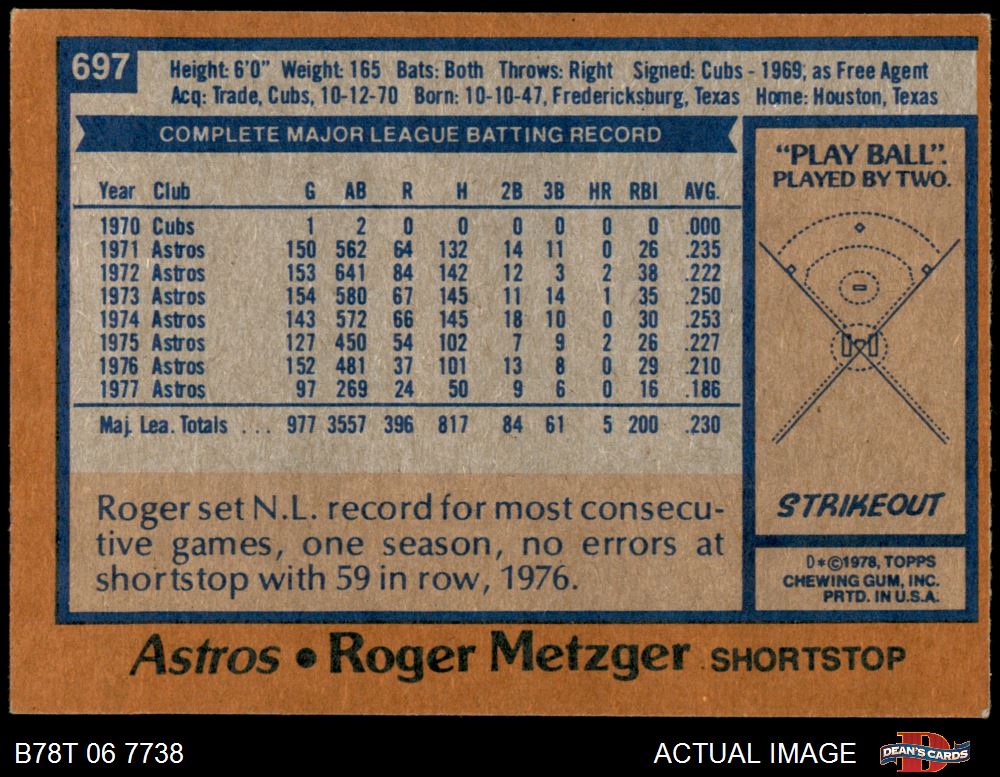 697
Height: 6'0" Weight: 165 Bats: Both Throws: Right Signed: Cubs - 1969, as Free Agent
Acq: Trade, Cubs, 10-12-70 Born: 10-10-47, Fredericksburg, Texas Home: Houston, Texas
COMPLETE MAJOR LEAGUE BATTING RECORD
Year Club G AB R H 2B 3B HR RBI AVG.
1970 Cubs 1 2 0 0 0 0 0 0 .000
1971 Astros 150 562 64 132 14 11 0 26 .235
1972 Astros 153 641 84 142 12 3 2 38 .222
1973 Astros 154 580 67 145 11 14 1 35 .250
1974 Astros 143 572 66 145 18 10 0 30 .253
1975 Astros 127 450 54 102 7 9 2 26 .227
1976 Astros 152 481 37 101 13 8 0 29 .210
1977 Astros 97 269 24 50 9 6 0 16 .186
Maj. Lea. Totals ... 977 3557 396 817 84 61 5 200 .230
Roger set N.L. record for most consecu-
tive games, one season, no errors at
shortstop with 59 in row, 1976.
"PLAY BALL".
PLAYED BY TWO.
STRIKEOUT
D*©1978, TOPPS
CHEWING GUM, INC.
PRTD. IN U.S.A.
Astros • Roger Metzger SHORTSTOP
B78T 06 7738
ACTUAL IMAGE
DEAN'S CARDS